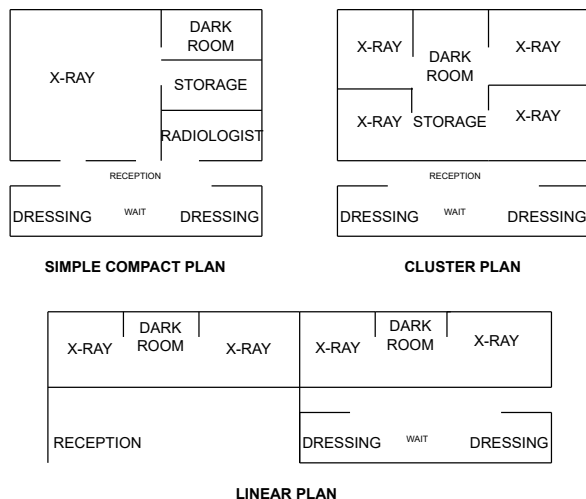 DARK
ROOM
X-RAY
STORAGE
RADIOLOGIST
RECEPTION
DRESSING WAIT DRESSING
SIMPLE COMPACT PLAN
X-RAY DARK
ROOM X-RAY
X-RAY STORAGE X-RAY
RECEPTION
DRESSING WAIT DRESSING
CLUSTER PLAN
X-RAY DARK
ROOM X-RAY X-RAY DARK
ROOM X-RAY
RECEPTION DRESSING WAIT DRESSING
LINEAR PLAN